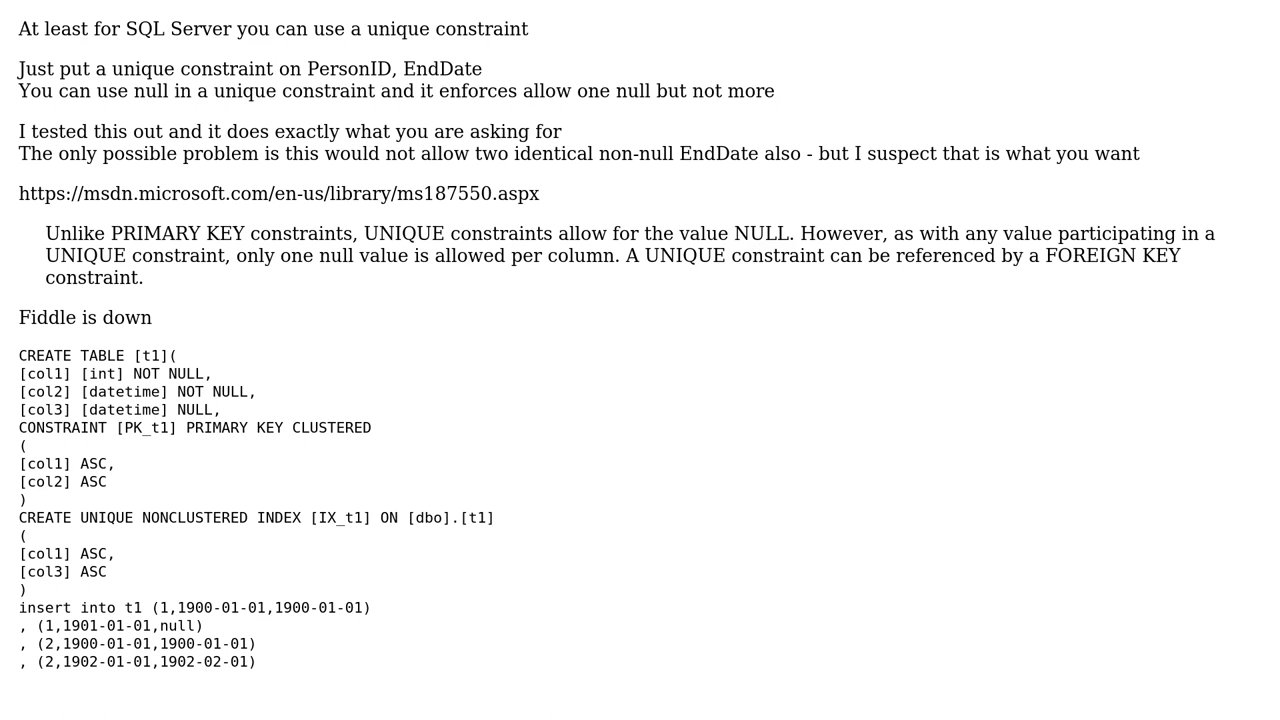 At least for SQL Server you can use a unique constraint
Just put a unique constraint on PersonID, EndDate
You can use null in a unique constraint and it enforces allow one null but not more
I tested this out and it does exactly what you are asking for
The only possible problem is this would not allow two identical non-null EndDate also - but I suspect that is what you want
https://msdn.microsoft.com/en-us/library/ms187550.aspx
Unlike PRIMARY KEY constraints, UNIQUE constraints allow for the value NULL. However, as with any value participating in a
UNIQUE constraint, only one null value is allowed per column. A UNIQUE constraint can be referenced by a FOREIGN KEY
constraint.
Fiddle is down
CREATE TABLE [t1](
[col1] [int] NOT NULL,
[col2] [datetime] NOT NULL,
[col3] [datetime] NULL,
CONSTRAINT [PK_t1] PRIMARY KEY CLUSTERED
(
[col1] ASC,
[col2] ASC
)
CREATE UNIQUE NONCLUSTERED INDEX [IX_t1] ON [dbo].[t1]
(
[col1] ASC,
[col3] ASC
)
insert into t1 (1,1900-01-01,1900-01-01)
, (1,1901-01-01,null)
, (2,1900-01-01,1900-01-01)
, (2,1902-01-01,1902-02-01)